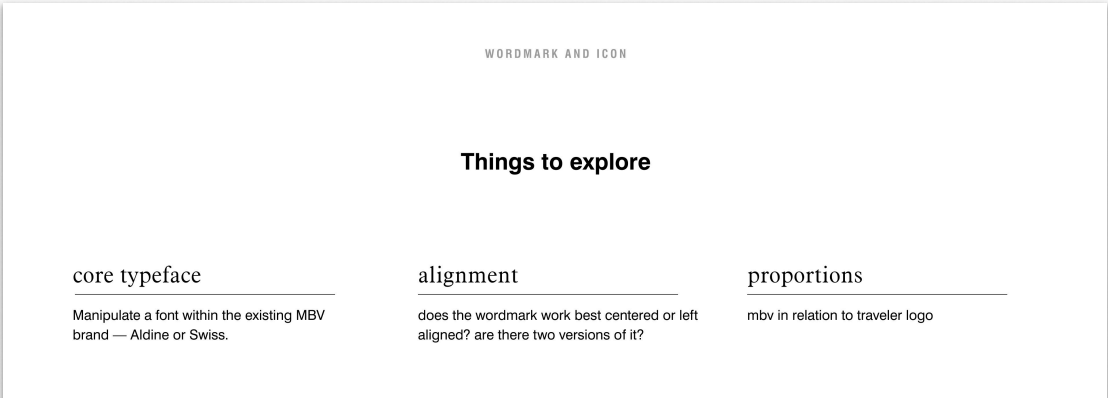 WORDMARK AND ICON
Things to explore
core typeface
Manipulate a font within the existing MBV
brand — Aldine or Swiss.
alignment
does the wordmark work best centered or left
aligned? are there two versions of it?
proportions
mbv in relation to traveler logo